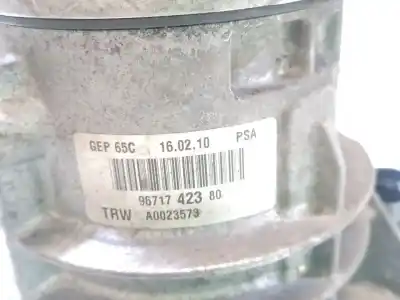 GEP 65C 16.02.10 PSA
96717 423 80
TRW A0023573